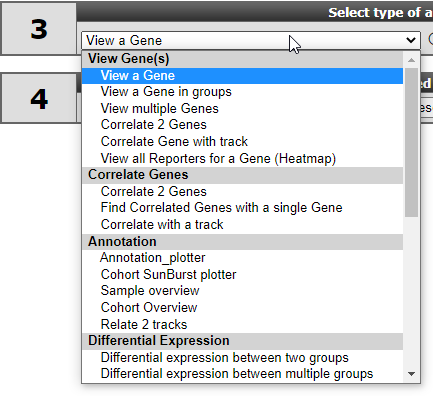 3
Select type of a
View a Gene
View Gene(s)
View a Gene
View a Gene in groups
View multiple Genes
Correlate 2 Genes
Correlate Gene with track
View all Reporters for a Gene (Heatmap)
Correlate Genes
Correlate 2 Genes
Find Correlated Genes with a single Gene
Correlate with a track
Annotation
Annotation_plotter
Cohort SunBurst plotter
Sample overview
Cohort Overview
Relate 2 tracks
Differential Expression
Differential expression between two groups
Differential expression between multiple groups
4
ed
es